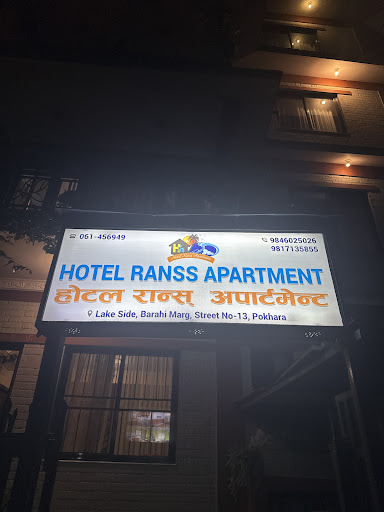 061-456949
9846025026
9817135855
HOTEL RANSS APARTMENT
होटल रान्स् अपार्टमेन्ट
Lake Side, Barahi Marg, Street No-13, Pokhara